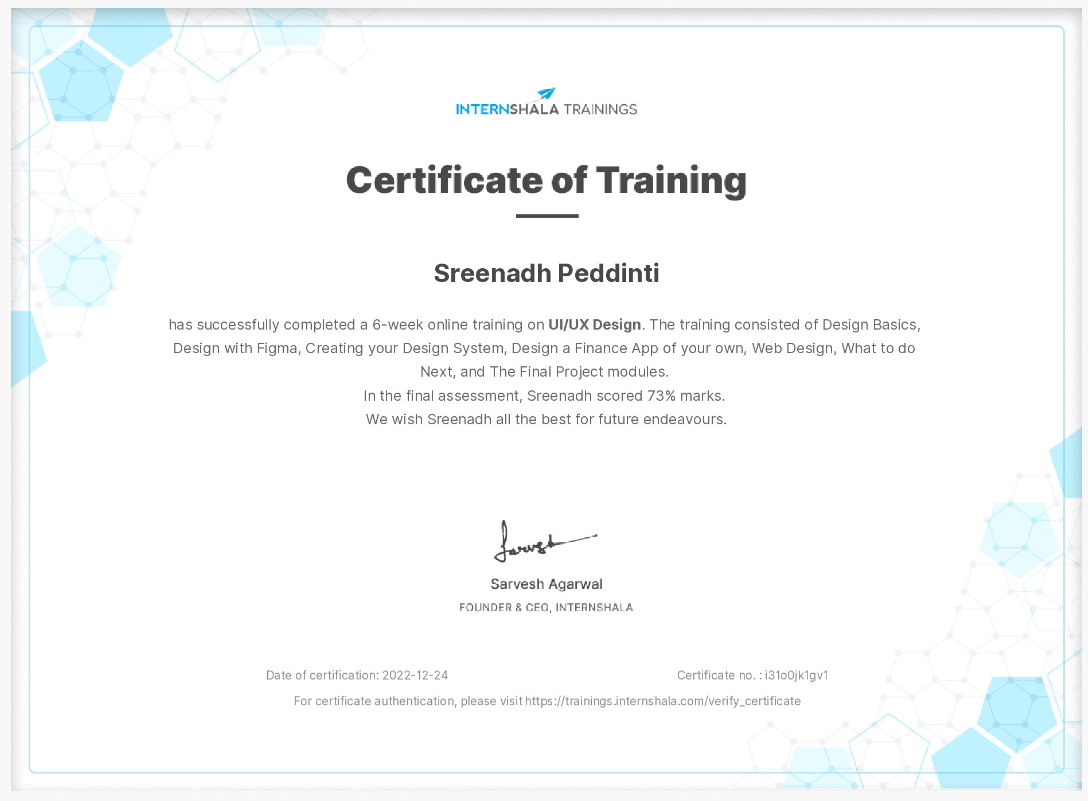 INTERNSHALA TRAININGS
Certificate of Training
Sreenadh Peddinti
has successfully completed a 6-week online training on UI/UX Design. The training consisted of Design Basics,
Design with Figma, Creating your Design System, Design a Finance App of your own, Web Design, What to do
Next, and The Final Project modules.
In the final assessment, Sreenadh scored 73% marks.
We wish Sreenadh all the best for future endeavours.
Sarvesh
Sarvesh Agarwal
FOUNDER & CEO, INTERNSHALA
Date of certification: 2022-12-24
Certificate no. : i31o0jk1gv1
For certificate authentication, please visit https://trainings.internshala.com/verify_certificate